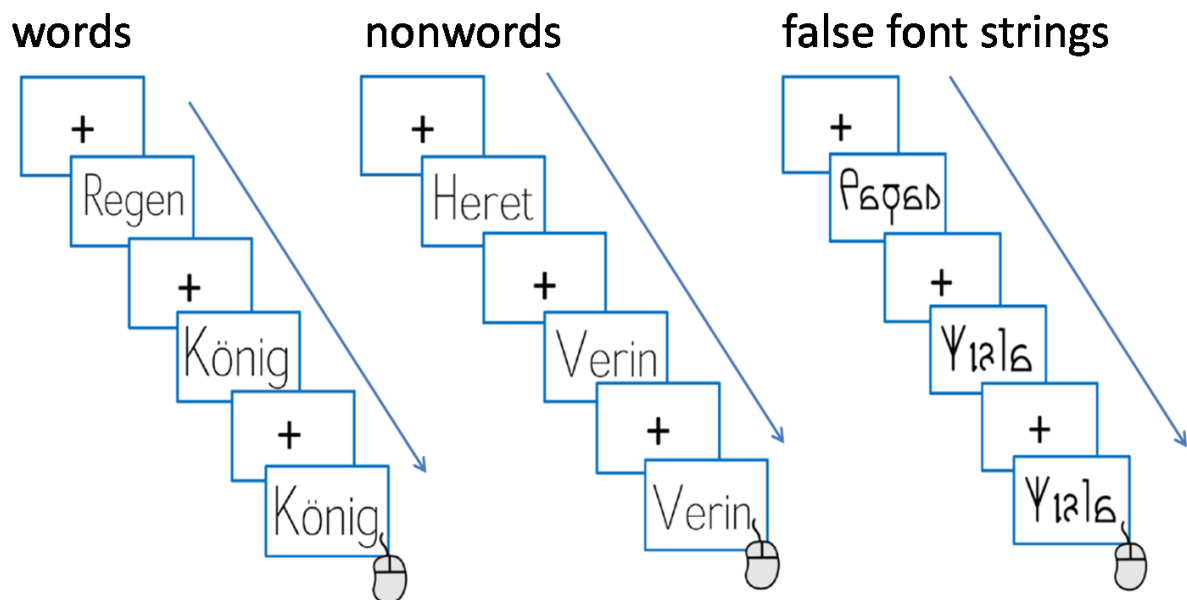 words
+
Regen
+
König
+
König
nonwords
+
Heret
+
Verin
+
Verin
false font strings
+
+
+